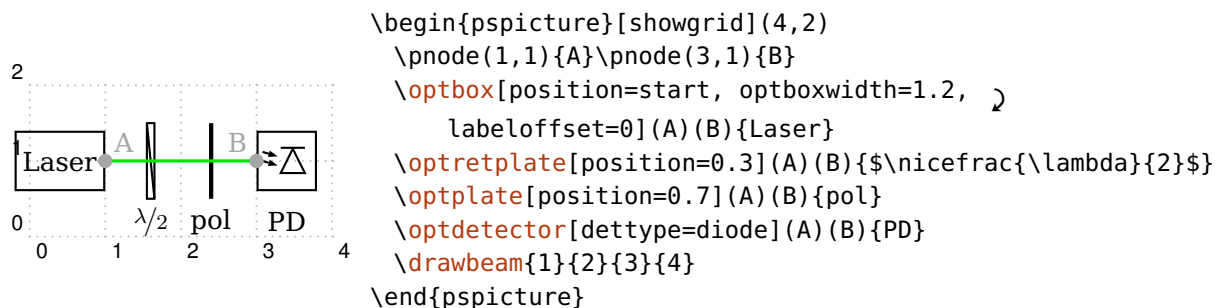 2
1
0
0 1 2 3 4
Laser A B
λ/2 pol PD
\begin{pspicture}[showgrid](4,2)
\pnode(1,1){A}\pnode(3,1){B}
\optbox[position=start, optboxwidth=1.2,
labeloffset=0](A)(B){Laser}
\optretplate[position=0.3](A)(B){$\nicefrac{\lambda}{2}$}
\optplate[position=0.7](A)(B){pol}
\optdetector[dettype=diode](A)(B){PD}
\drawbeam{1}{2}{3}{4}
\end{pspicture}